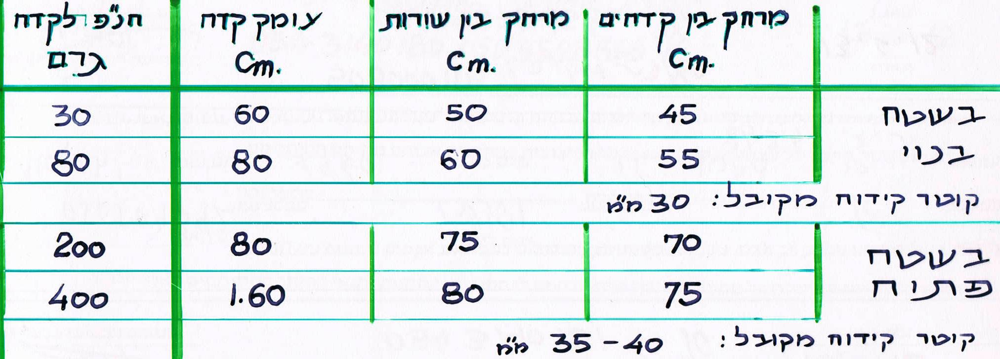 מרחק בין קדחים מרחק בין שורות עומק קדח חנ"פ לקדח
Cm. Cm. Cm. גרם
בשטח 45 50 60 30
בנוי 55 60 80 80
קוטר קידוח מקובל: 30 מ"מ
בשטח 70 75 80 200
פתוח 75 80 1.60 400
קוטר קידוח מקובל: 35 - 40 מ"מ